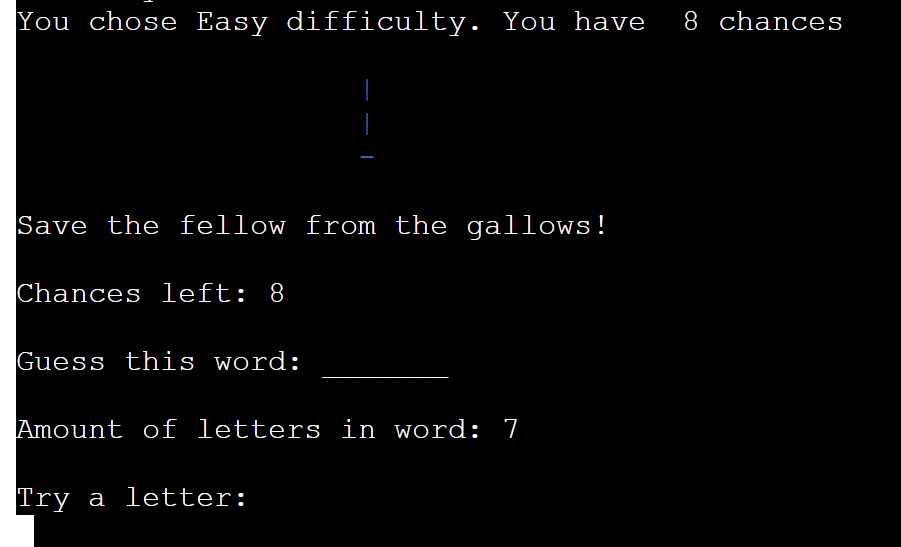 You chose Easy difficulty. You have  8 chances
|
|
_
Save the fellow from the gallows!
Chances left: 8
Guess this word: _______
Amount of letters in word: 7
Try a letter: